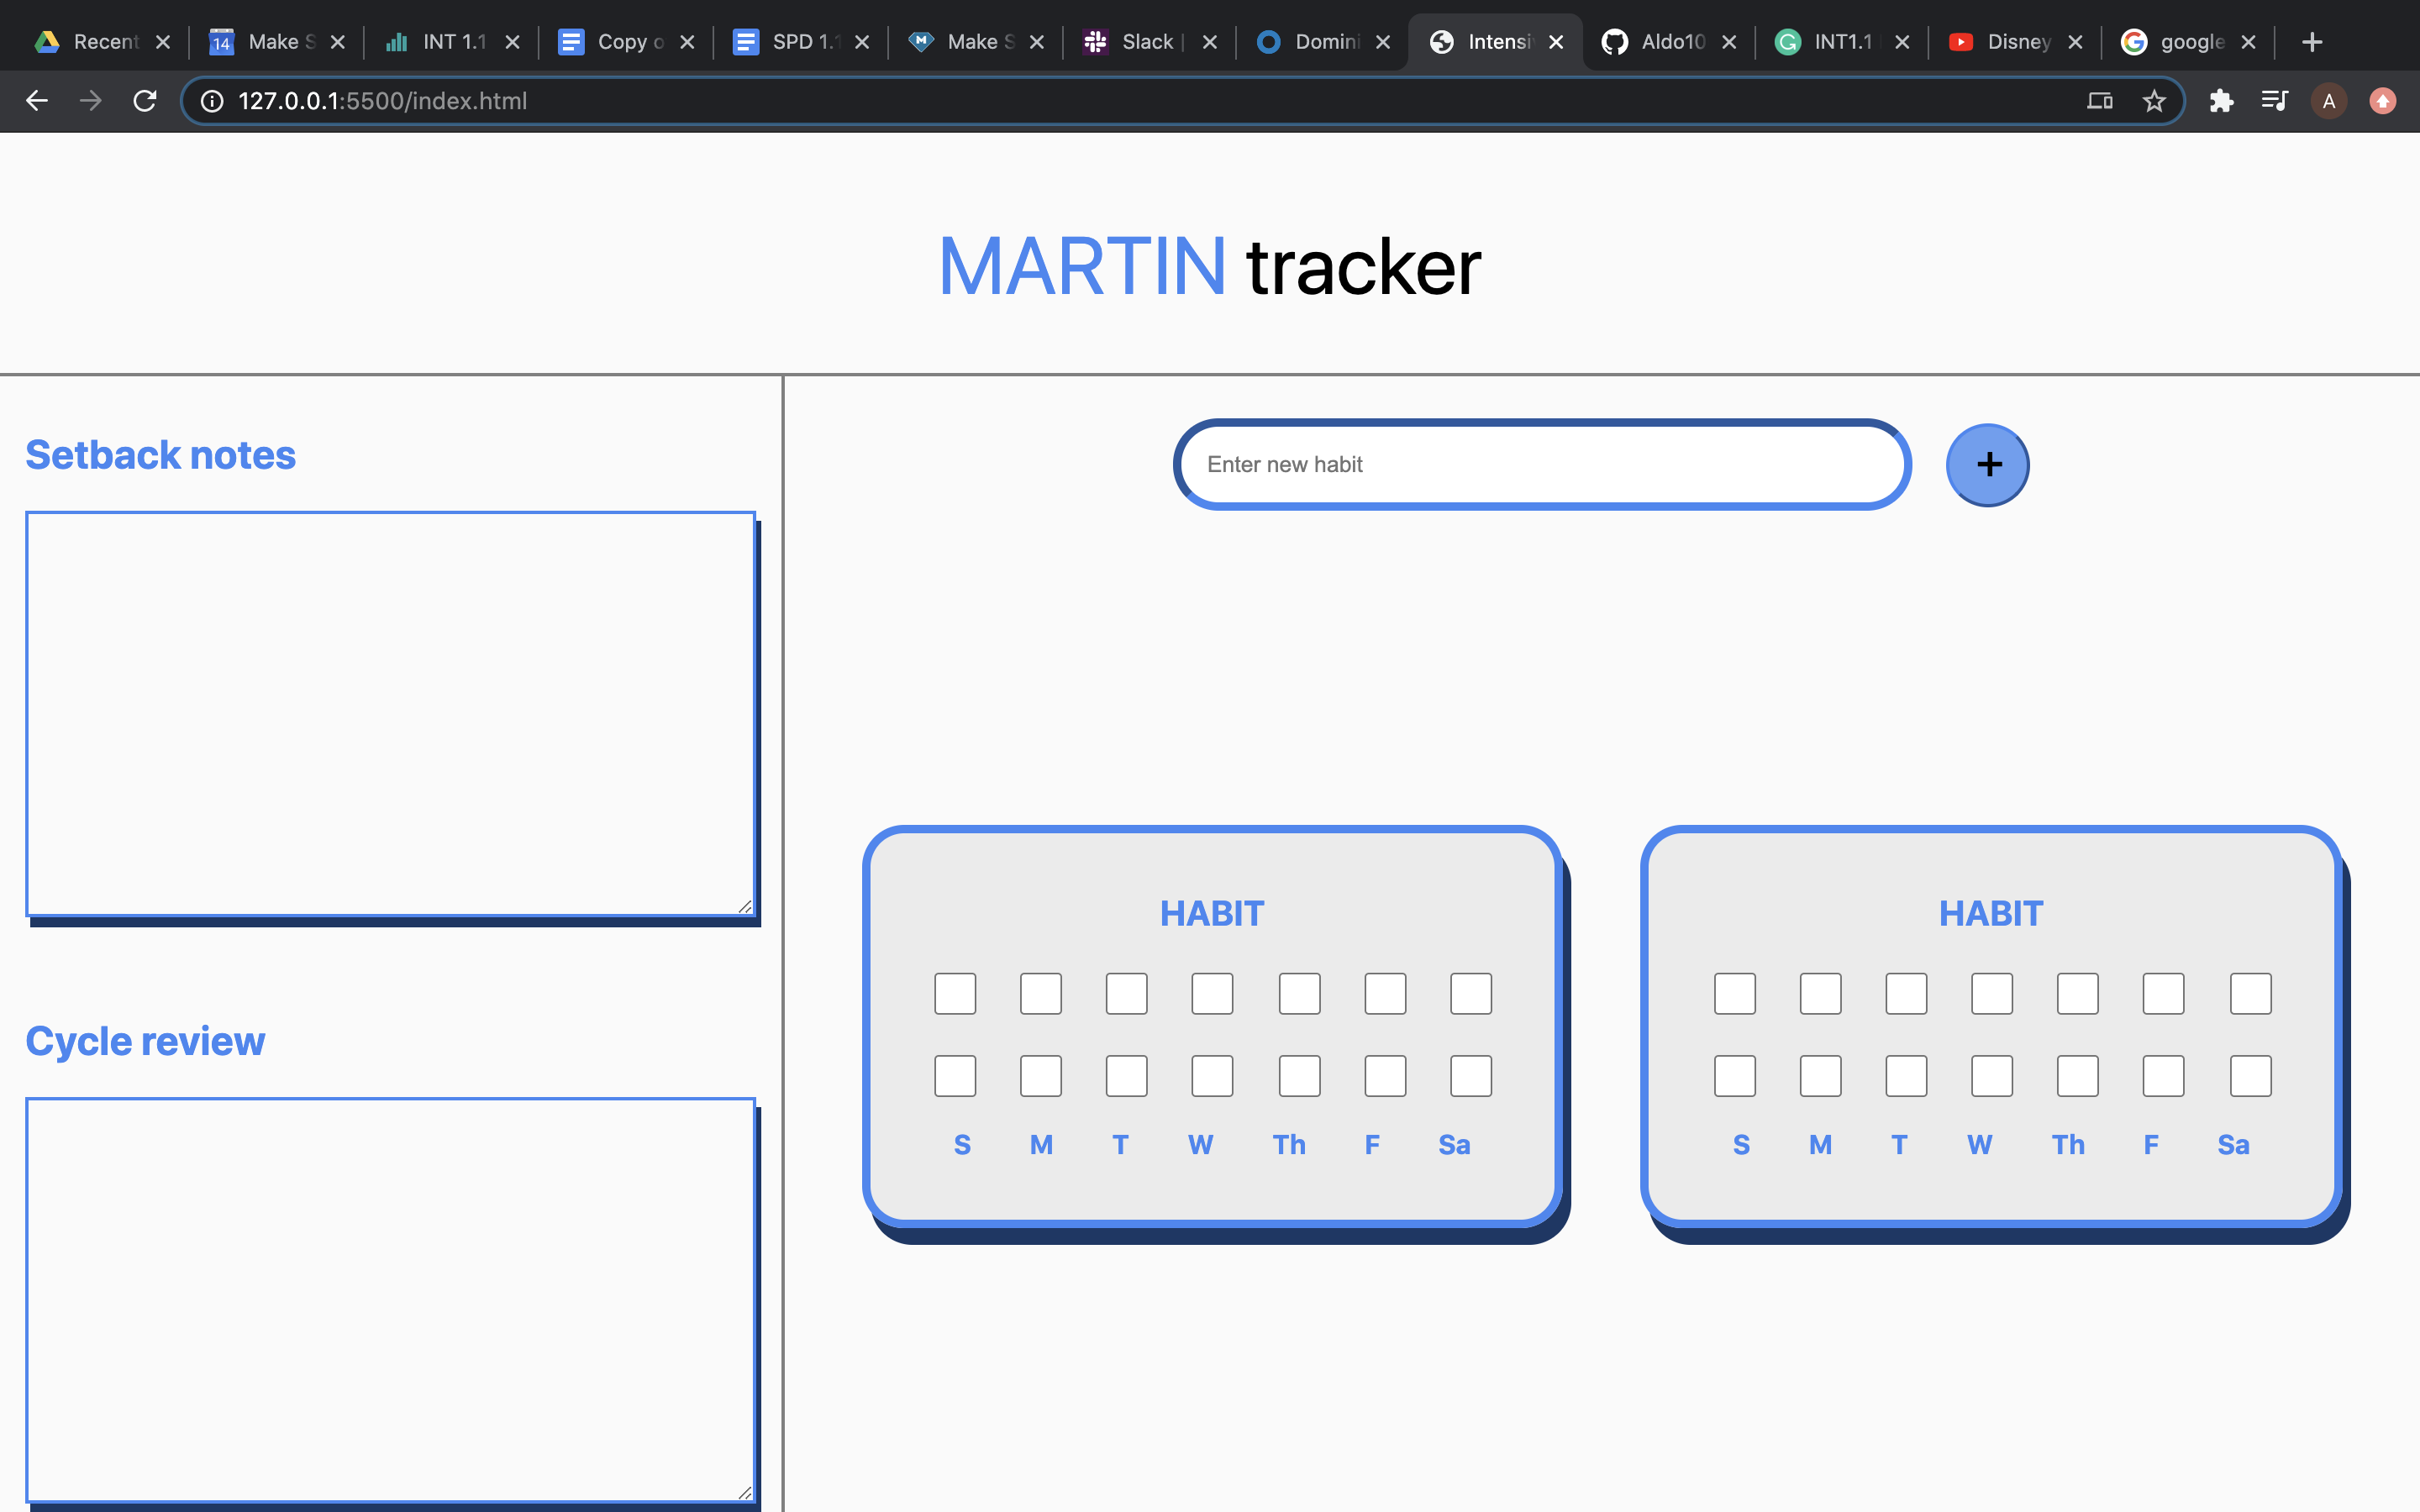 Recent
14 Make S
INT 1.1
Copy o
SPD 1.1
Make S
Slack |
Domini
Intensi
Aldo10
INT1.1
Disney
google
127.0.0.1:5500/index.html
A
MARTIN tracker
Setback notes
Cycle review
Enter new habit
+
HABIT
S M T W Th F Sa
HABIT
S M T W Th F Sa